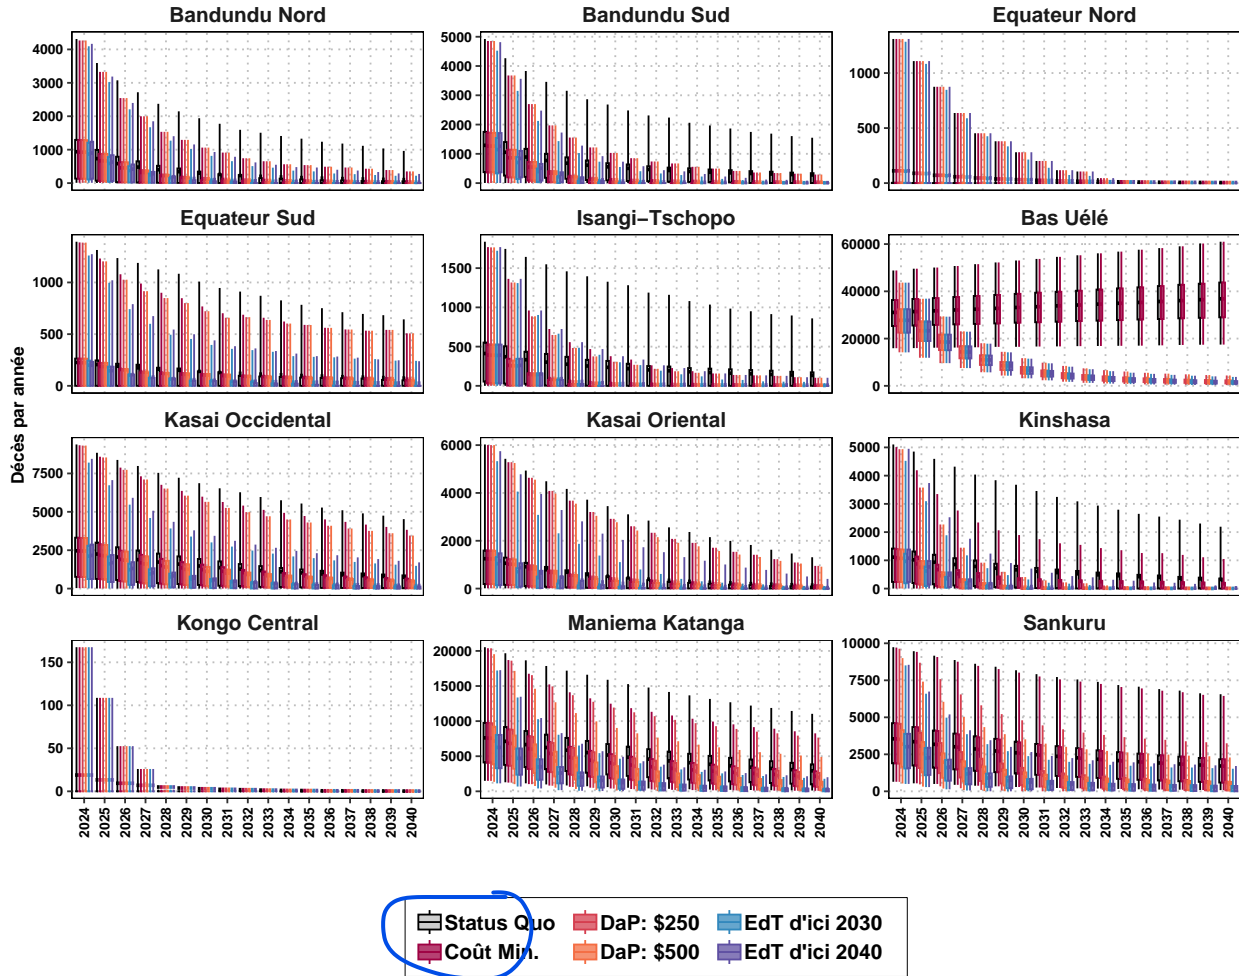 Bandundu Nord
Bandundu Sud
Equateur Nord
4000
3000
2000
1000
0
5000
4000
3000
2000
1000
0
1000
500
0
Equateur Sud
Isangi−Tschopo
Bas Uélé
1000
500
0
1500
1000
500
0
60000
40000
20000
0
Décès par année
Kasai Occidental
Kasai Oriental
Kinshasa
7500
5000
2500
0
6000
4000
2000
0
5000
4000
3000
2000
1000
0
Kongo Central
Maniema Katanga
Sankuru
150
100
50
0
20000
15000
10000
5000
0
10000
7500
5000
2500
0
2024 2025 2026 2027 2028 2029 2030 2031 2032 2033 2034 2035 2036 2037 2038 2039 2040
2024 2025 2026 2027 2028 2029 2030 2031 2032 2033 2034 2035 2036 2037 2038 2039 2040
2024 2025 2026 2027 2028 2029 2030 2031 2032 2033 2034 2035 2036 2037 2038 2039 2040
Status Quo DaP: $250 EdT d'ici 2030
Coût Min. DaP: $500 EdT d'ici 2040